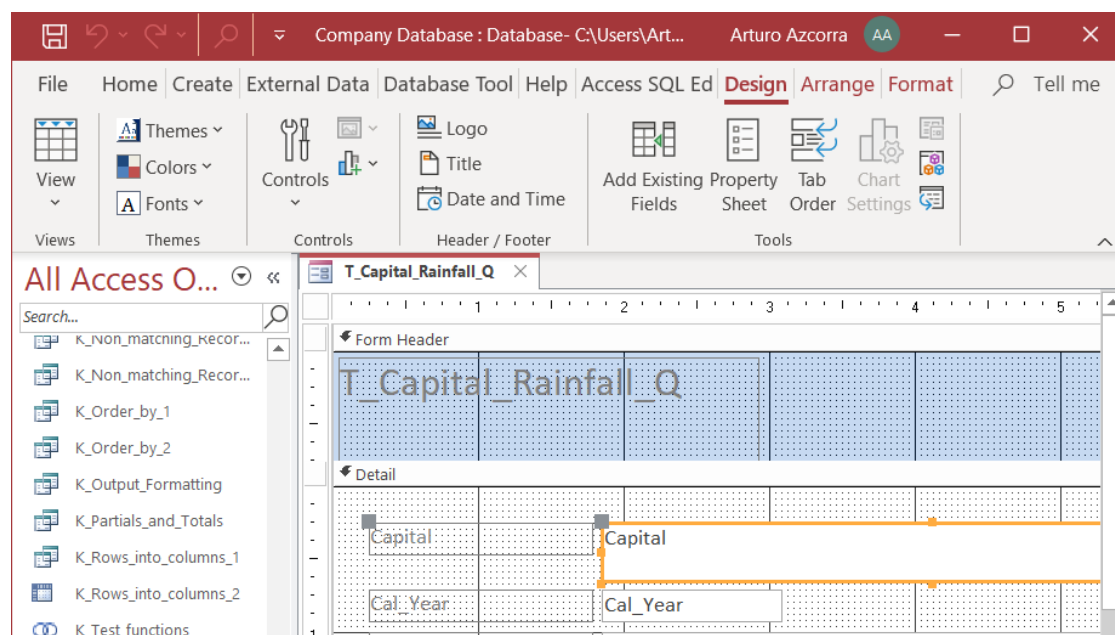 Company Database : Database- C:\Users\Art... Arturo Azcorra AA
File Home Create External Data Database Tool Help Access SQL Ed Design Arrange Format Tell me
View
Views
Themes
Colors
A Fonts
Themes
Controls
Controls
Logo
Title
Date and Time
Header / Footer
Add Existing Fields
Property Sheet
Tab Order
Chart Settings
Tools
All Access O...
Search...
K_Non_matching_Recor...
K_Non_matching_Recor...
K_Order_by_1
K_Order_by_2
K_Output_Formatting
K_Partials_and_Totals
K_Rows_into_columns_1
K_Rows_into_columns_2
K_Test functions
T_Capital_Rainfall_Q
1 2 3 4 5
Form Header
T_Capital_Rainfall_Q
Detail
Capital Capital
Cal_Year Cal_Year
1